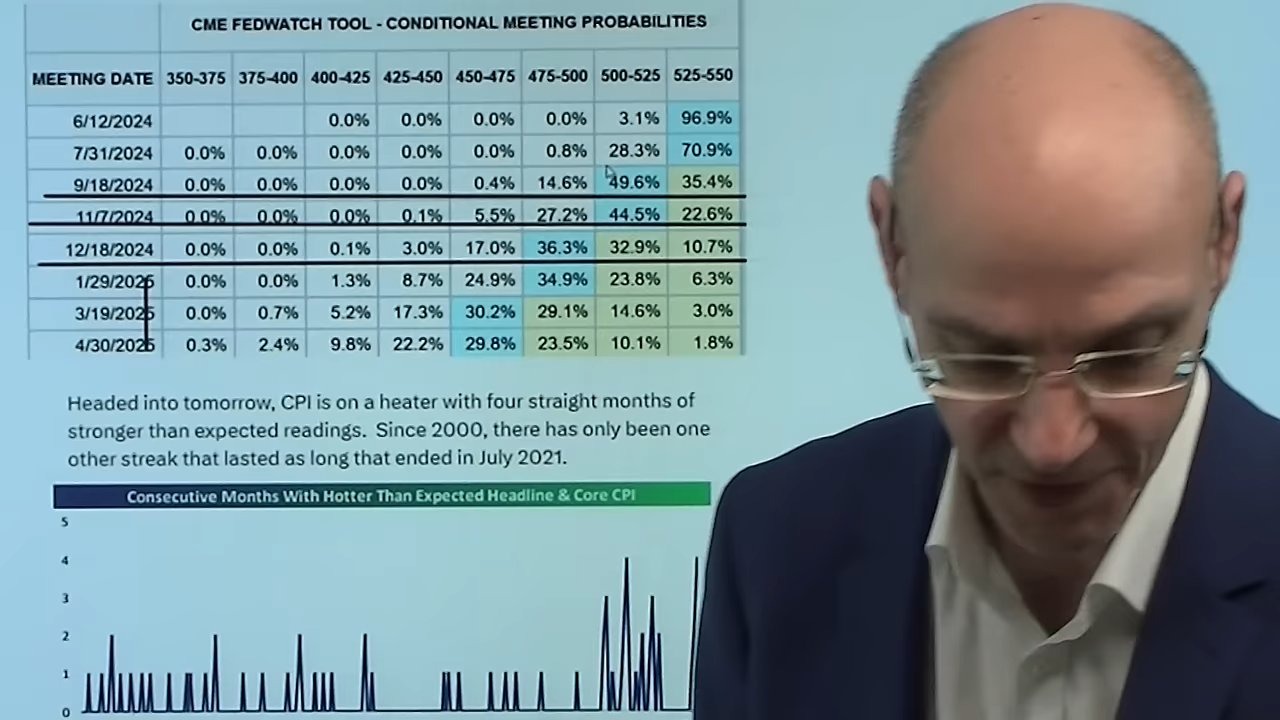 CME FEDWATCH TOOL - CONDITIONAL MEETING PROBABILITIES
MEETING DATE 350-375 375-400 400-425 425-450 450-475 475-500 500-525 525-550
6/12/2024 0.0% 0.0% 0.0% 0.0% 3.1% 96.9%
7/31/2024 0.0% 0.0% 0.0% 0.0% 0.0% 0.8% 28.3% 70.9%
9/18/2024 0.0% 0.0% 0.0% 0.0% 0.4% 14.6% 49.6% 35.4%
11/7/2024 0.0% 0.0% 0.0% 0.1% 5.5% 27.2% 44.5% 22.6%
12/18/2024 0.0% 0.0% 0.1% 3.0% 17.0% 36.3% 32.9% 10.7%
1/29/2025 0.0% 0.0% 1.3% 8.7% 24.9% 34.9% 23.8% 6.3%
3/19/2025 0.0% 0.7% 5.2% 17.3% 30.2% 29.1% 14.6% 3.0%
4/30/2025 0.3% 2.4% 9.8% 22.2% 29.8% 23.5% 10.1% 1.8%
Headed into tomorrow, CPI is on a heater with four straight months of
stronger than expected readings. Since 2000, there has only been one
other streak that lasted as long that ended in July 2021.
Consecutive Months With Hotter Than Expected Headline & Core CPI
5
4
3
2
1
0